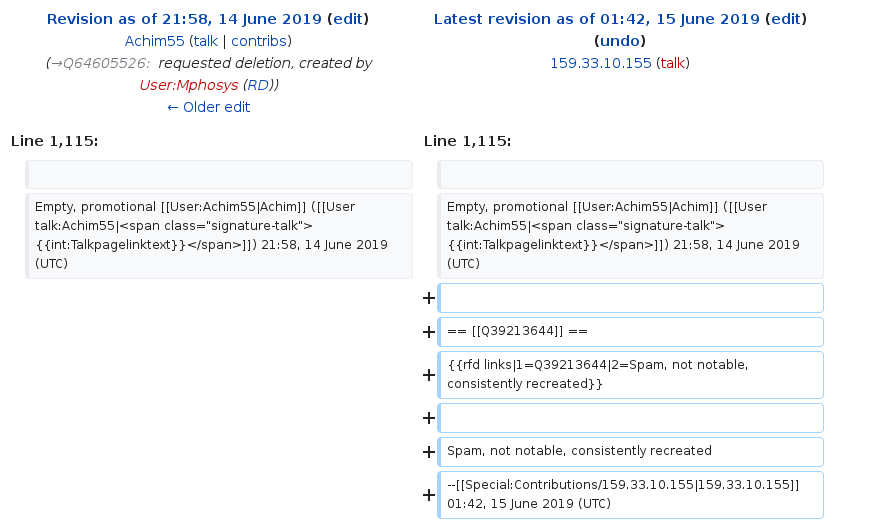 Revision as of 21:58, 14 June 2019 (edit)
Achim55 (talk | contribs)
(→Q64605526: requested deletion, created by
User:Mphosys (RD))
← Older edit
Latest revision as of 01:42, 15 June 2019 (edit)
(undo)
159.33.10.155 (talk)
Line 1,115:
Line 1,115:
Empty, promotional [[User:Achim55|Achim]] ([[User
talk:Achim55|<span class="signature-talk">
{{int:Talkpagelinktext}}</span>]]) 21:58, 14 June 2019
(UTC)
Empty, promotional [[User:Achim55|Achim]] ([[User
talk:Achim55|<span class="signature-talk">
{{int:Talkpagelinktext}}</span>]]) 21:58, 14 June 2019
(UTC)
+
+ == [[Q39213644]] ==
+ {{rfd links|1=Q39213644|2=Spam, not notable,
consistently recreated}}
+
+ Spam, not notable, consistently recreated
+ --[[Special:Contributions/159.33.10.155|159.33.10.155]]
01:42, 15 June 2019 (UTC)